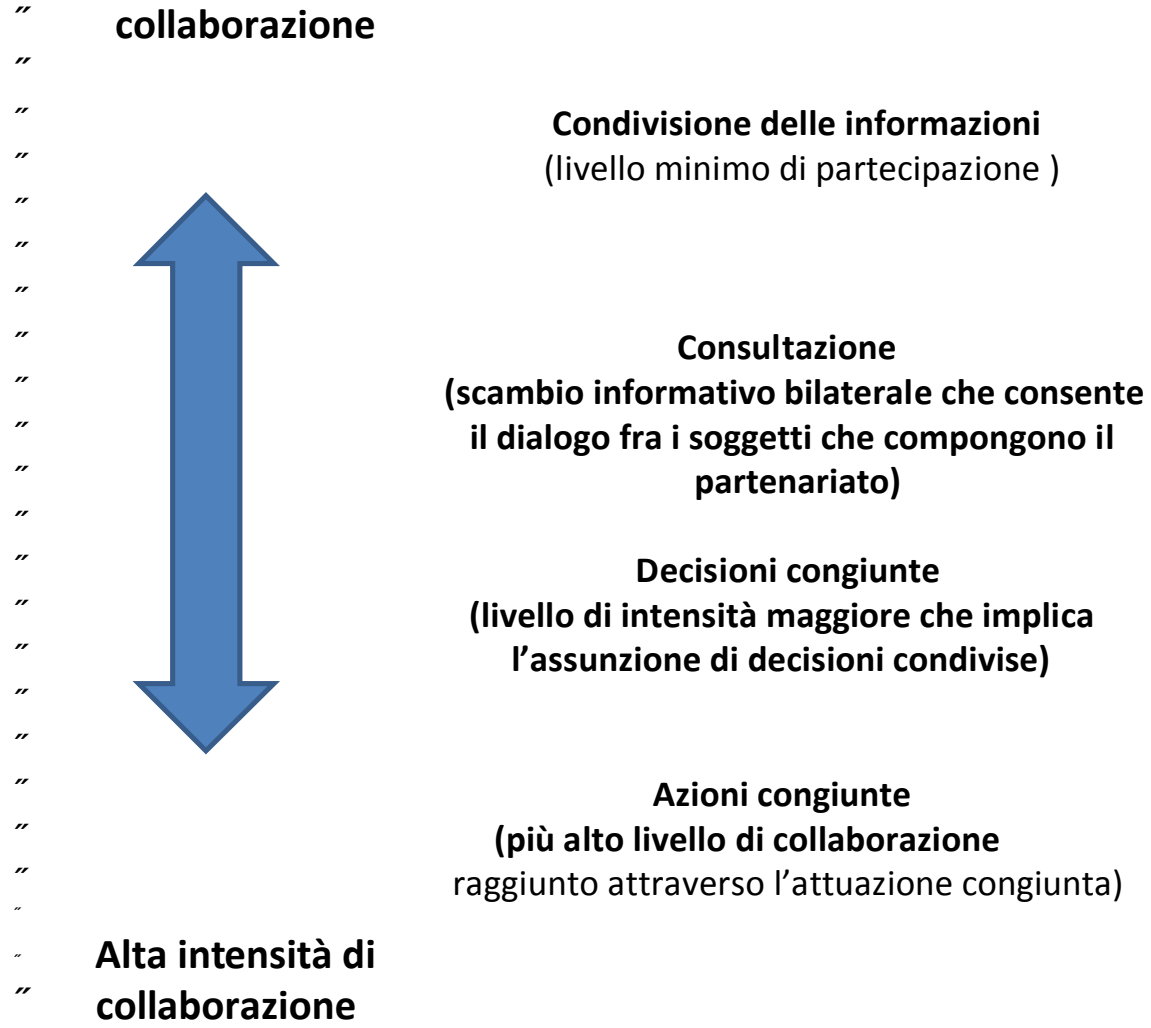 collaborazione
Condivisione delle informazioni
(livello minimo di partecipazione )
Consultazione
(scambio informativo bilaterale che consente
il dialogo fra i soggetti che compongono il
partenariato)
Decisioni congiunte
(livello di intensità maggiore che implica
l’assunzione di decisioni condivise)
Azioni congiunte
(più alto livello di collaborazione
raggiunto attraverso l’attuazione congiunta)
Alta intensità di
collaborazione